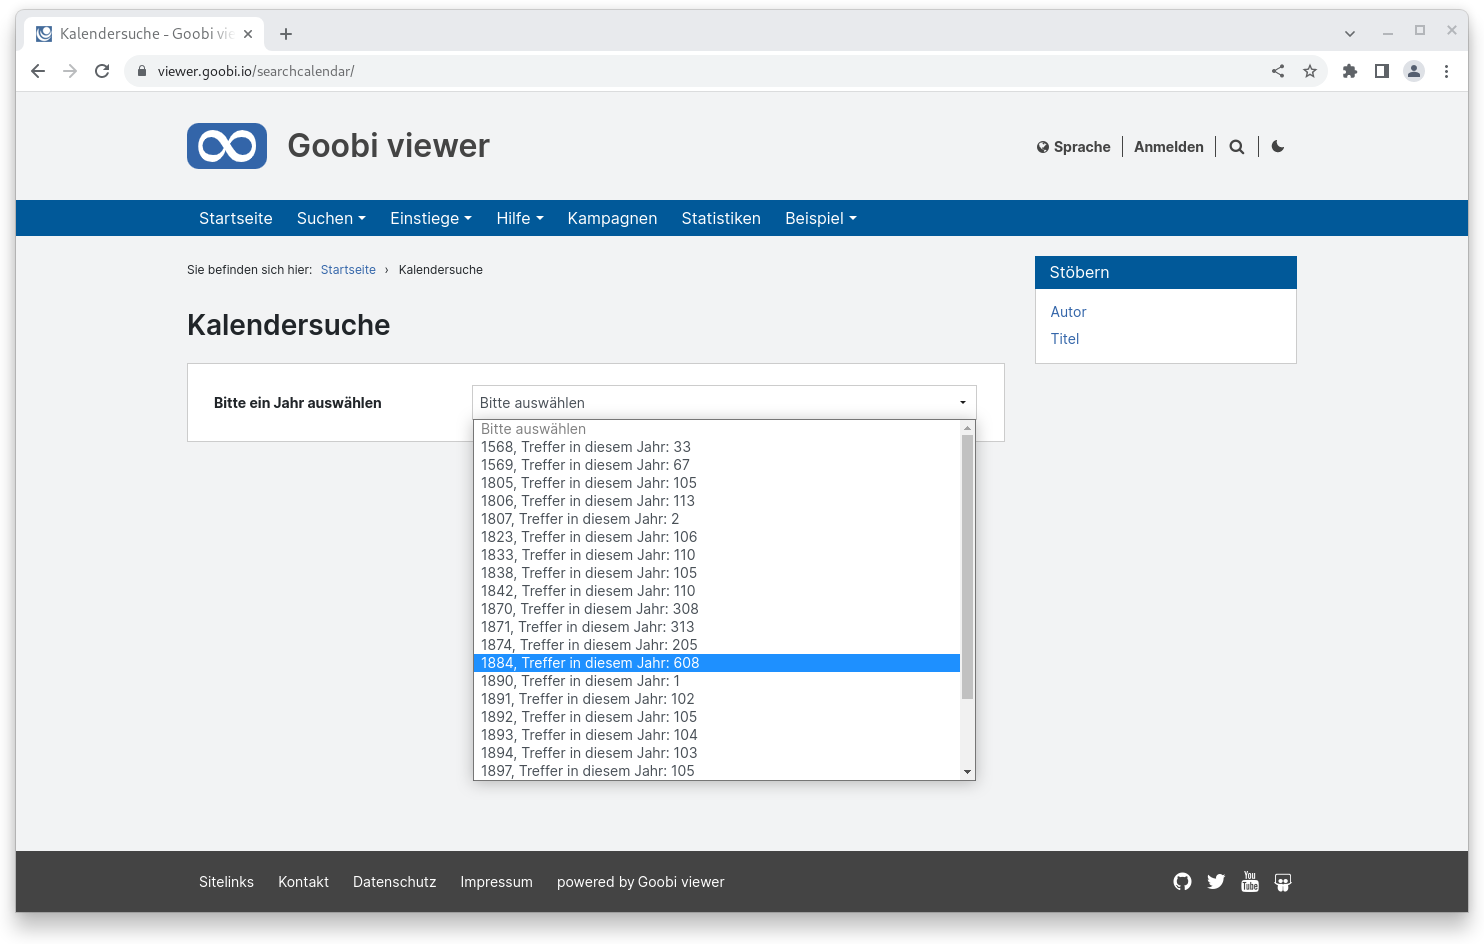 Kalendersuche - Goobi vie
viewer.goobi.io/searchcalendar/
Goobi viewer
Sprache
Anmelden
Startseite Suchen Einstiege Hilfe Kampagnen Statistiken Beispiel
Sie befinden sich hier: Startseite › Kalendersuche
Stöbern
Autor
Titel
Kalendersuche
Bitte ein Jahr auswählen
Bitte auswählen
Bitte auswählen
1568, Treffer in diesem Jahr: 33
1569, Treffer in diesem Jahr: 67
1805, Treffer in diesem Jahr: 105
1806, Treffer in diesem Jahr: 113
1807, Treffer in diesem Jahr: 2
1823, Treffer in diesem Jahr: 106
1833, Treffer in diesem Jahr: 110
1838, Treffer in diesem Jahr: 105
1842, Treffer in diesem Jahr: 110
1870, Treffer in diesem Jahr: 308
1871, Treffer in diesem Jahr: 313
1874, Treffer in diesem Jahr: 205
1884, Treffer in diesem Jahr: 608
1890, Treffer in diesem Jahr: 1
1891, Treffer in diesem Jahr: 102
1892, Treffer in diesem Jahr: 105
1893, Treffer in diesem Jahr: 104
1894, Treffer in diesem Jahr: 103
1897, Treffer in diesem Jahr: 105
Sitelinks Kontakt Datenschutz Impressum powered by Goobi viewer
You
Tube